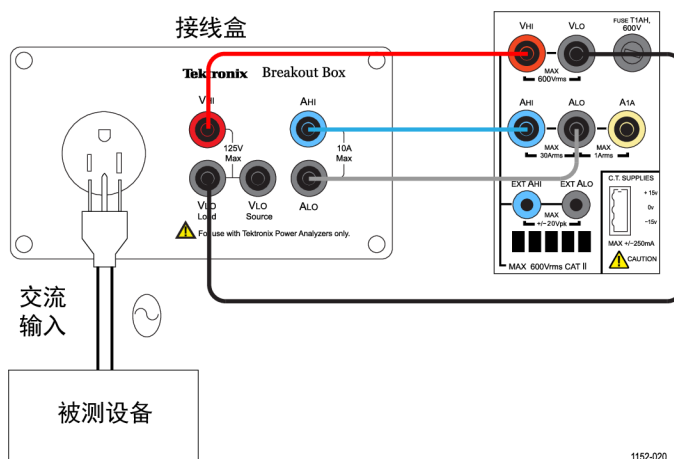 接线盒
Tektronix Breakout Box
VHI
AHI
125V
Max
10A
Max
VLO
Load
VLO
Source
ALO
For use with Tektronix Power Analyzers only.
交流
输入
被测设备
VHI
VLO
FUSE T1AH,
600V
MAX
600Vrms
AHI
ALO
A1A
MAX
30Arms
MAX
1Arms
EXT AHI
EXT ALO
MAX
+/-20Vpk
MAX 600Vrms CAT II
C.T. SUPPLIES
+ 15v
0v
-15v
MAX +/-250mA
CAUTION
1152-020